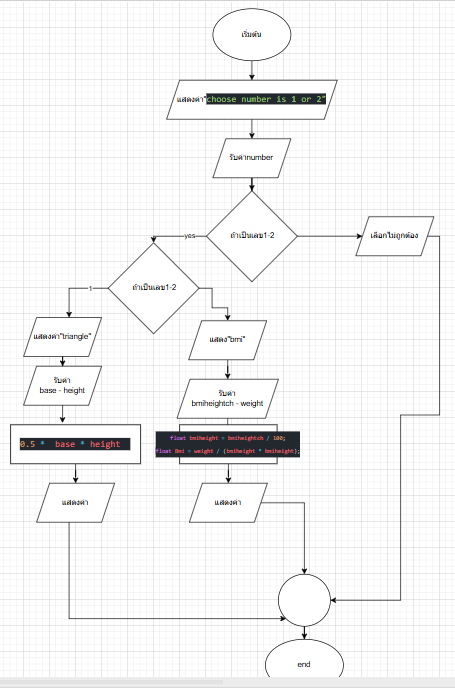 เริ่มต้น
แสดงค่า"choose number is 1 or 2"
รับค่าnumber
ถ้าเป็นเลข1-2
yes
เลือกไม่ถูกต้อง
ถ้าเป็นเลข1-2
1
แสดงค่า"triangle"
แสดง"bmi"
รับค่า
base - height
รับค่า
bmiheightch - weight
0.5 * base * height
float bmiheight = bmiheightch / 100;
float Bmi = weight / (bmiheight * bmiheight);
แสดงค่า
แสดงค่า
end